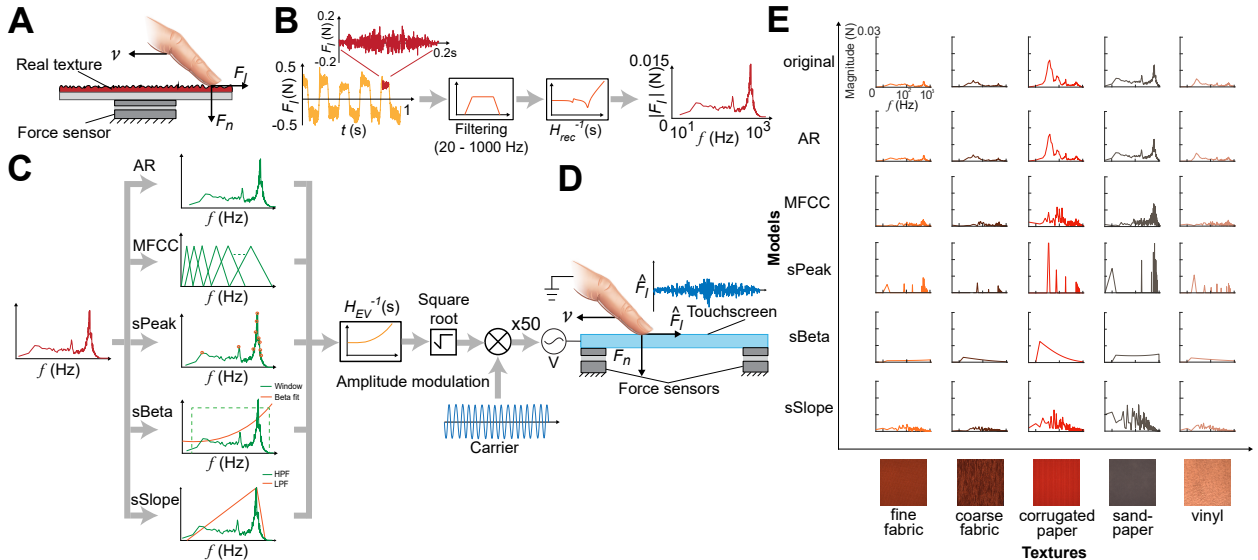 A
v
Real texture
F_l
F_n
Force sensor
B
0.2
F_l (N)
-0.2
0.2s
0.5
F_l (N)
-0.5
t (s)
1
Filtering
(20 - 1000 Hz)
H_rec^-1(s)
0.015
|F_l| (N)
0
10^1
f (Hz)
10^3
C
f (Hz)
AR
f (Hz)
MFCC
f (Hz)
sPeak
f (Hz)
Window
Beta fit
sBeta
f (Hz)
HPF
LPF
sSlope
f (Hz)
H_EV^-1(s)
Square
root
√
x50
V
Amplitude modulation
Carrier
D
F̂_l
Touchscreen
v
F̂_l
F_n
Force sensors
E
Models
original
0.03
Magnitude (N)
0
f (Hz)
AR
MFCC
sPeak
sBeta
sSlope
fine
fabric
coarse
fabric
corrugated
paper
sand-
paper
vinyl
Textures